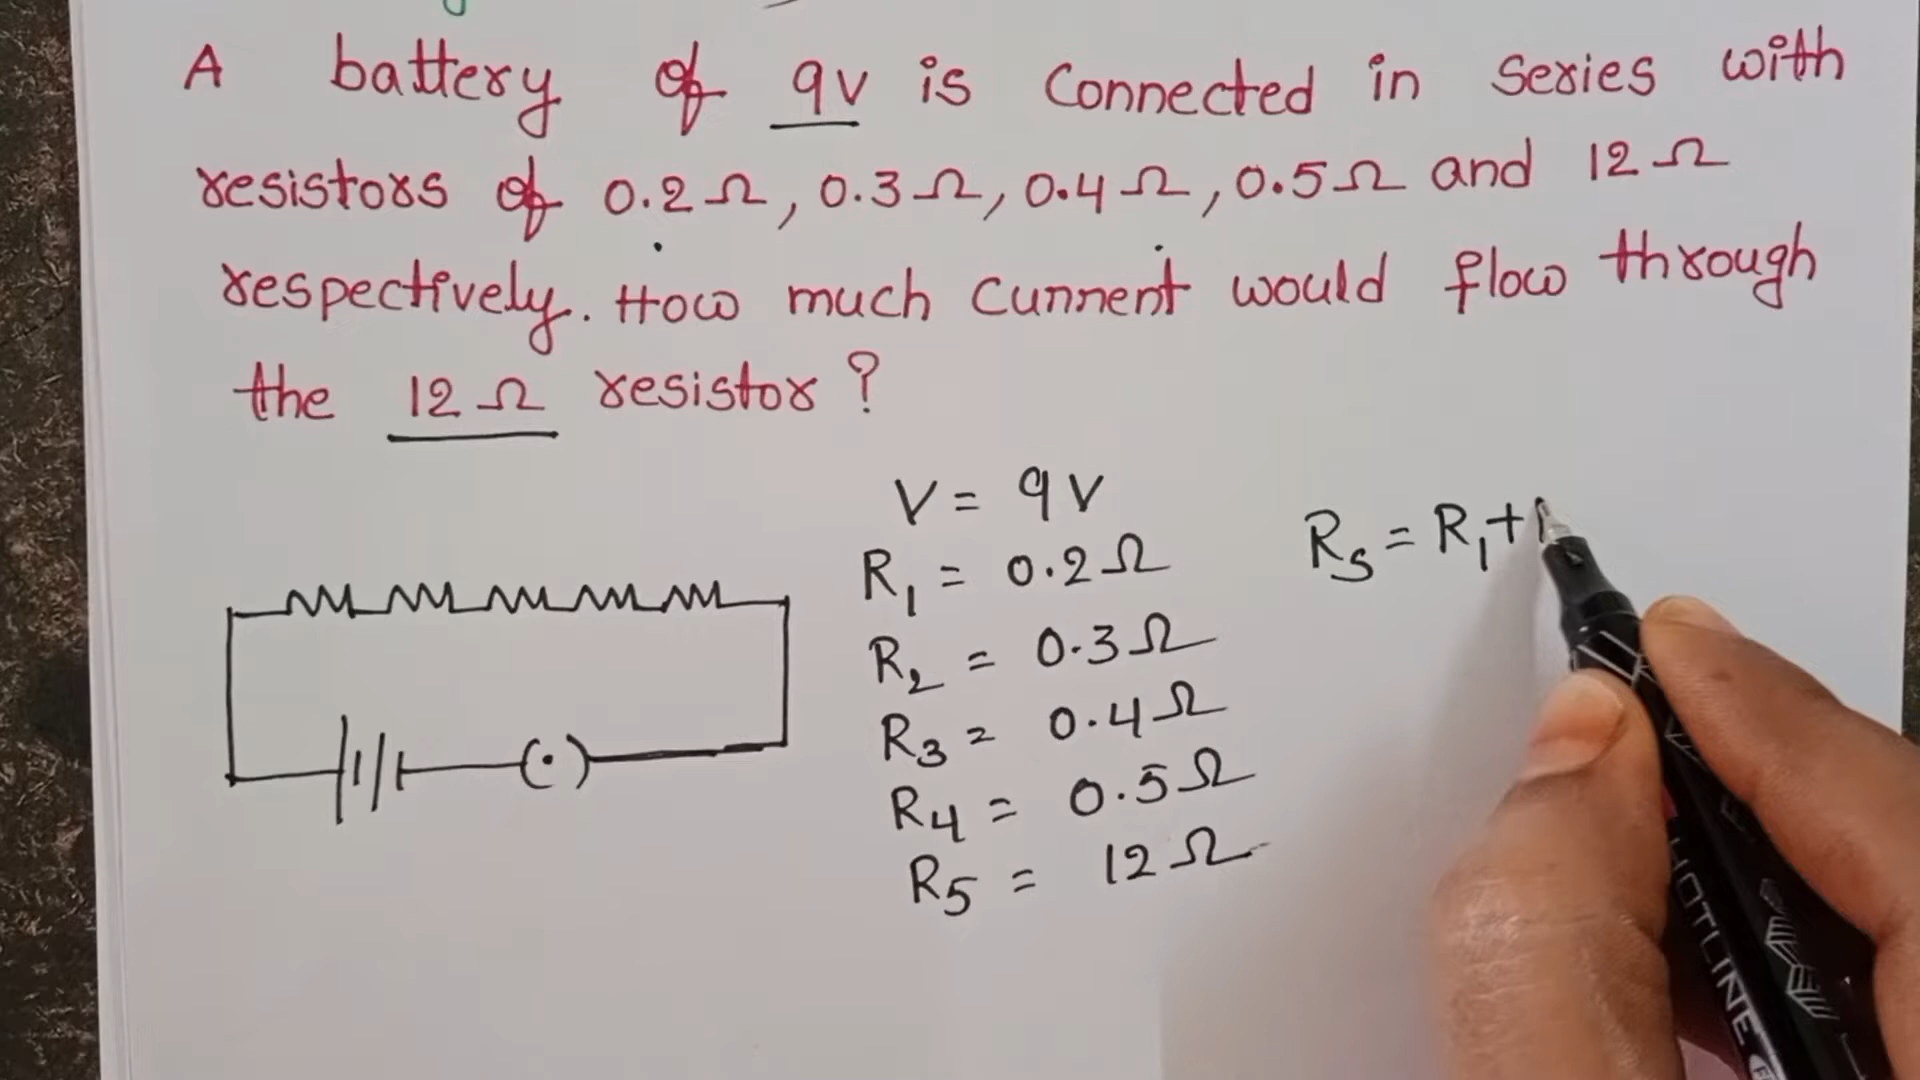 A battery of 9V is Connected in series with
resistors of 0.2Ω, 0.3Ω, 0.4Ω, 0.5Ω and 12Ω
respectively. How much cunnent would flow through
the 12Ω resistor?
V = 9V
R₁ = 0.2Ω
R₂ = 0.3Ω
R₃ = 0.4Ω
R₄ = 0.5Ω
R₅ = 12Ω
Rₛ = R₁+
HOTLINE